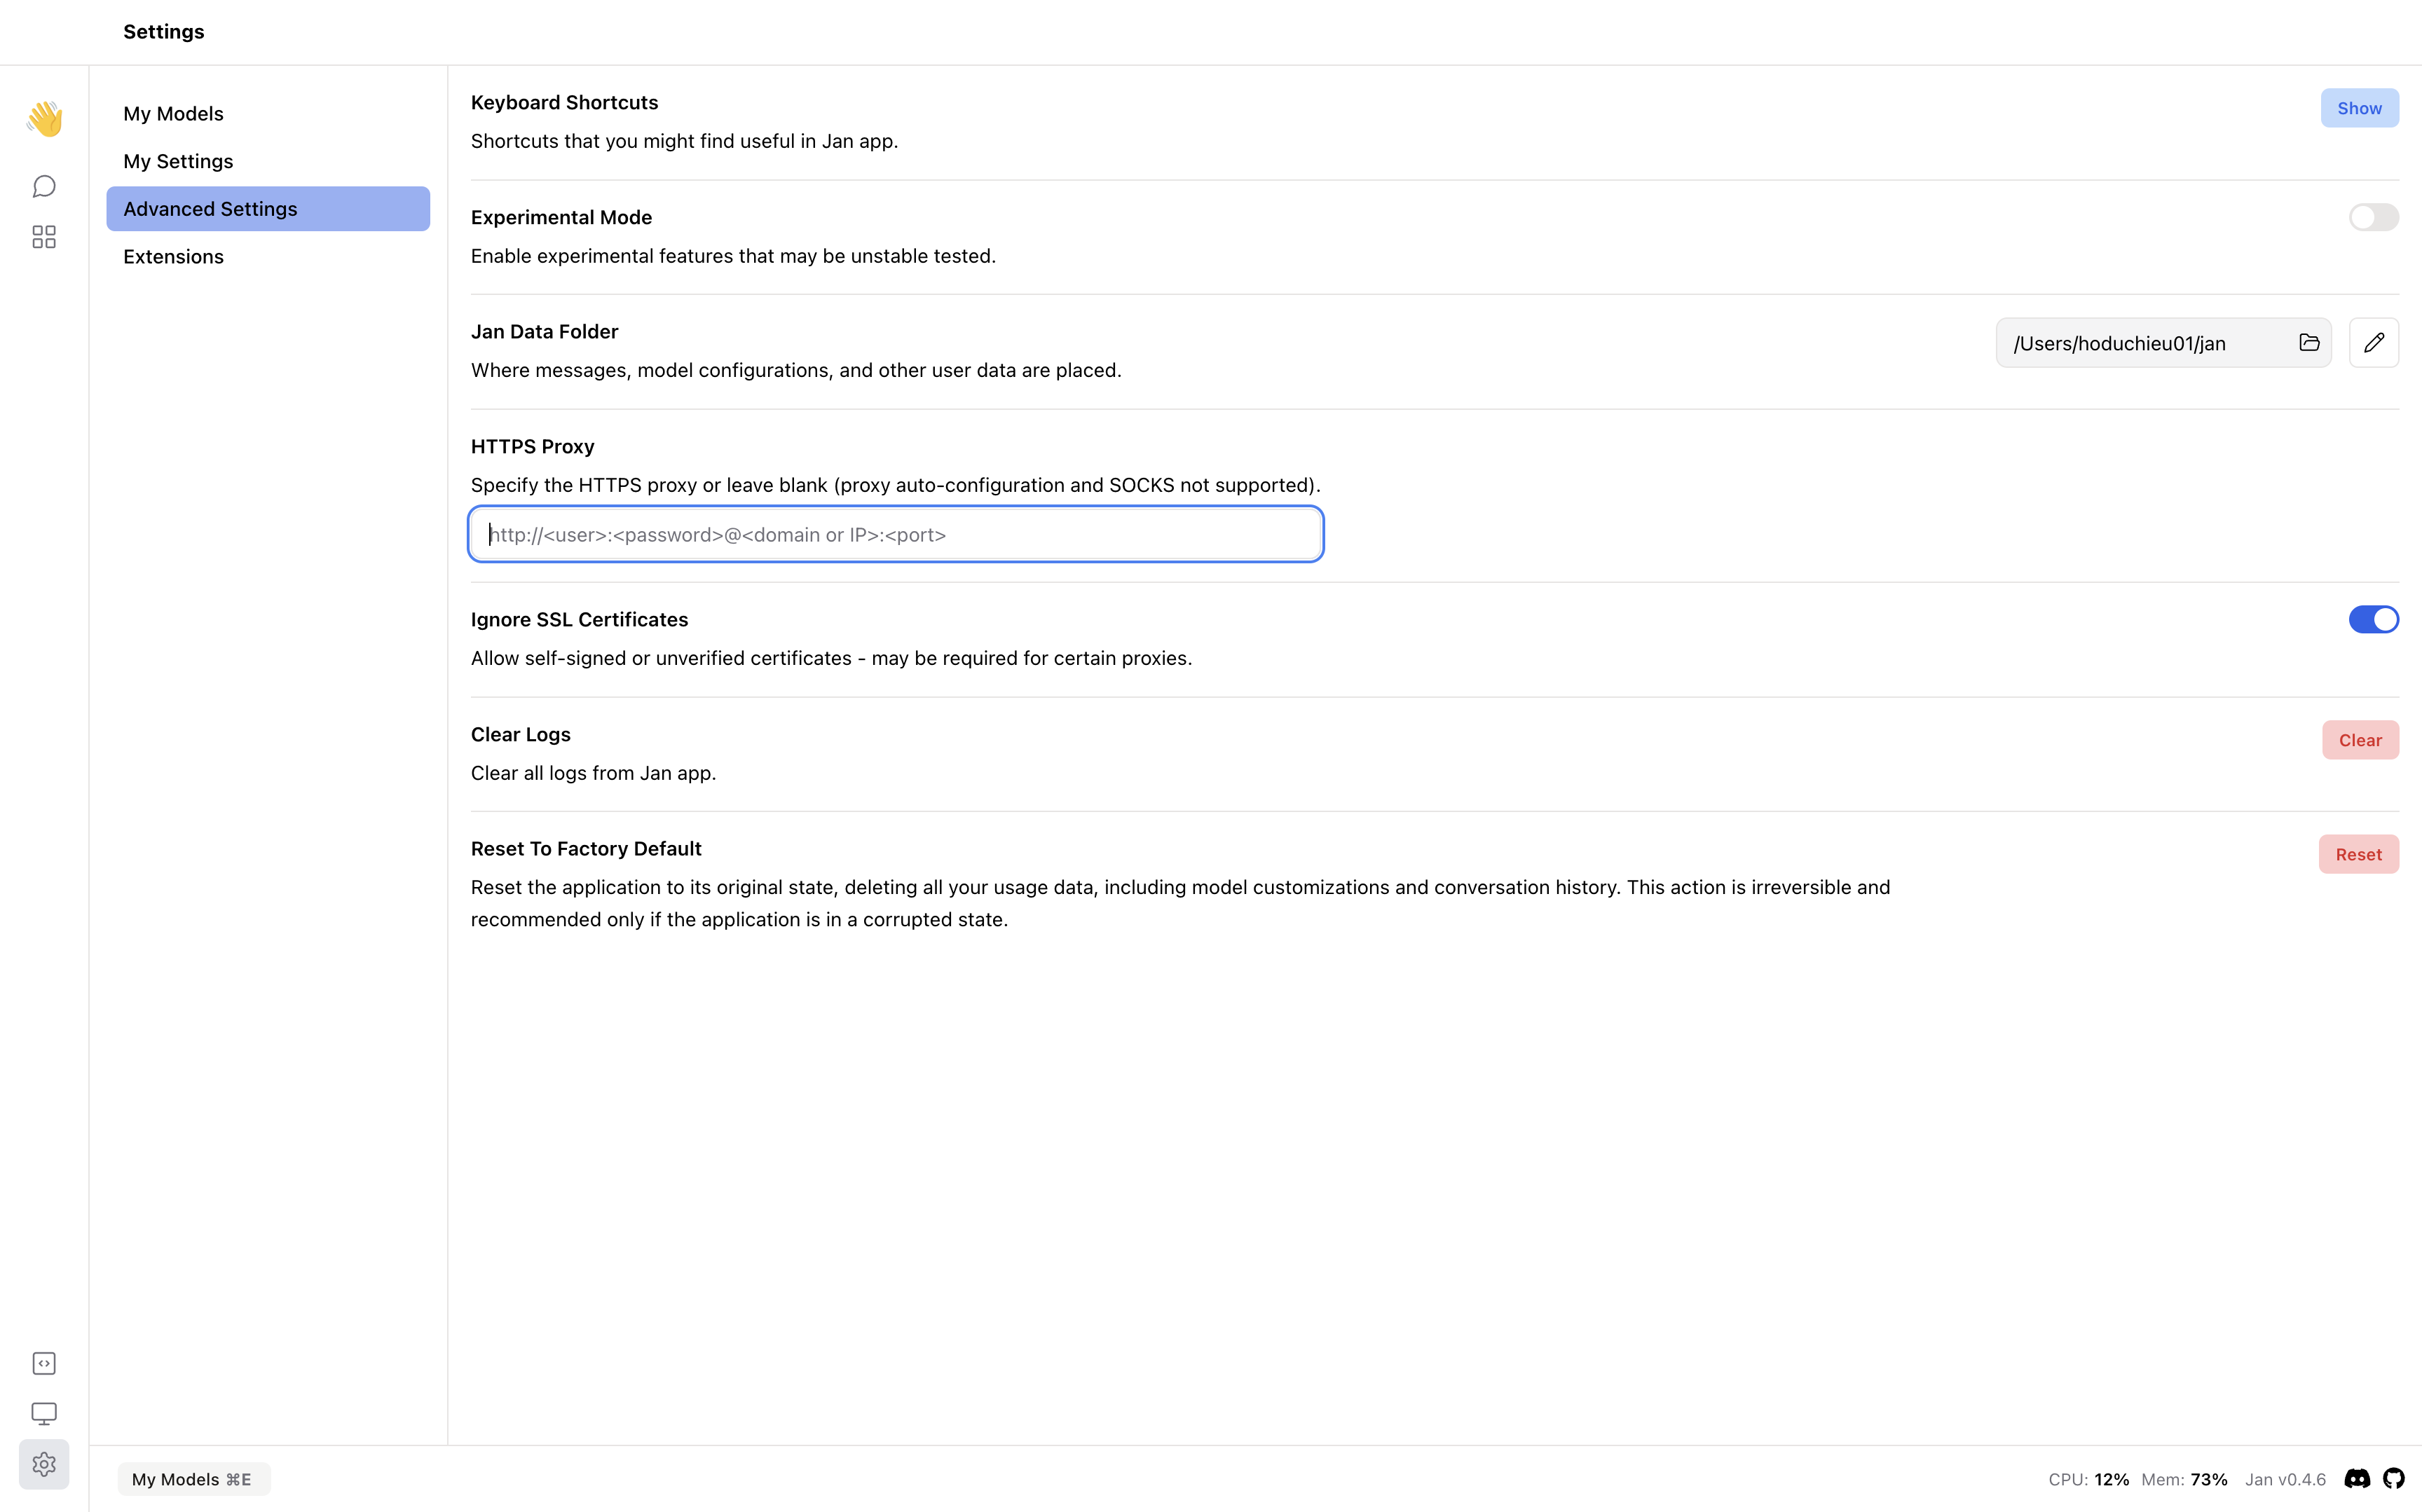 Settings
My Models
My Settings
Advanced Settings
Extensions
Keyboard Shortcuts
Show
Shortcuts that you might find useful in Jan app.
Experimental Mode
Enable experimental features that may be unstable tested.
Jan Data Folder
/Users/hoduchieu01/jan
Where messages, model configurations, and other user data are placed.
HTTPS Proxy
Specify the HTTPS proxy or leave blank (proxy auto-configuration and SOCKS not supported).
http://<user>:<password>@<domain or IP>:<port>
Ignore SSL Certificates
Allow self-signed or unverified certificates - may be required for certain proxies.
Clear Logs
Clear
Clear all logs from Jan app.
Reset To Factory Default
Reset
Reset the application to its original state, deleting all your usage data, including model customizations and conversation history. This action is irreversible and
recommended only if the application is in a corrupted state.
My Models ⌘E
CPU: 12% Mem: 73% Jan v0.4.6